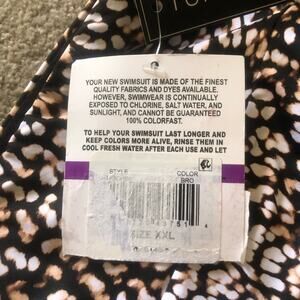 YOUR NEW SWIMSUIT IS MADE OF THE FINEST
QUALITY FABRICS AND DYES AVAILABLE.
HOWEVER, SWIMWEAR IS CONTINUALLY
EXPOSED TO CHLORINE, SALT WATER, AND
SUNLIGHT, AND CANNOT BE GUARANTEED
100% COLORFAST.
TO HELP YOUR SWIMSUIT LAST LONGER AND
KEEP COLORS MORE ALIVE, RINSE THEM IN
COOL FRESH WATER AFTER EACH USE AND LET
STYLE COLOR
BRO
SIZE XXL